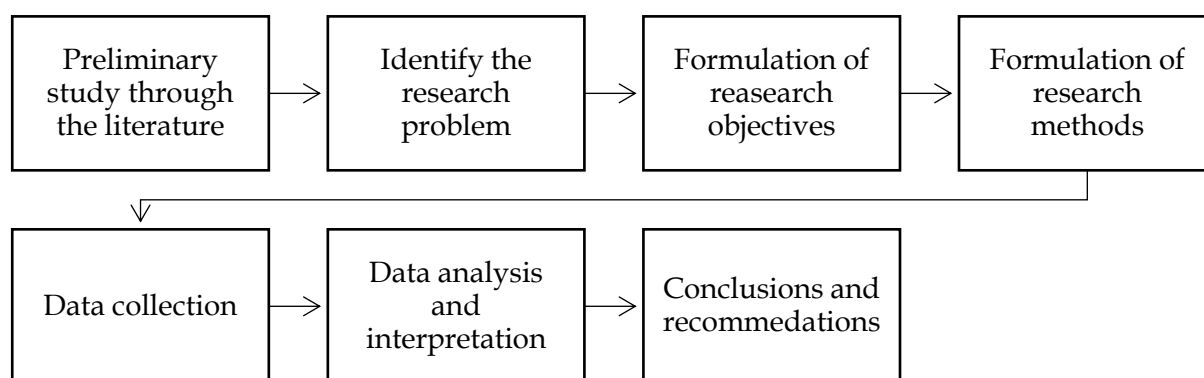 Preliminary
study through
the literature
Identify the
research
problem
Formulation of
reasearch
objectives
Formulation of
research
methods
Data collection
Data analysis
and
interpretation
Conclusions and
recommedations